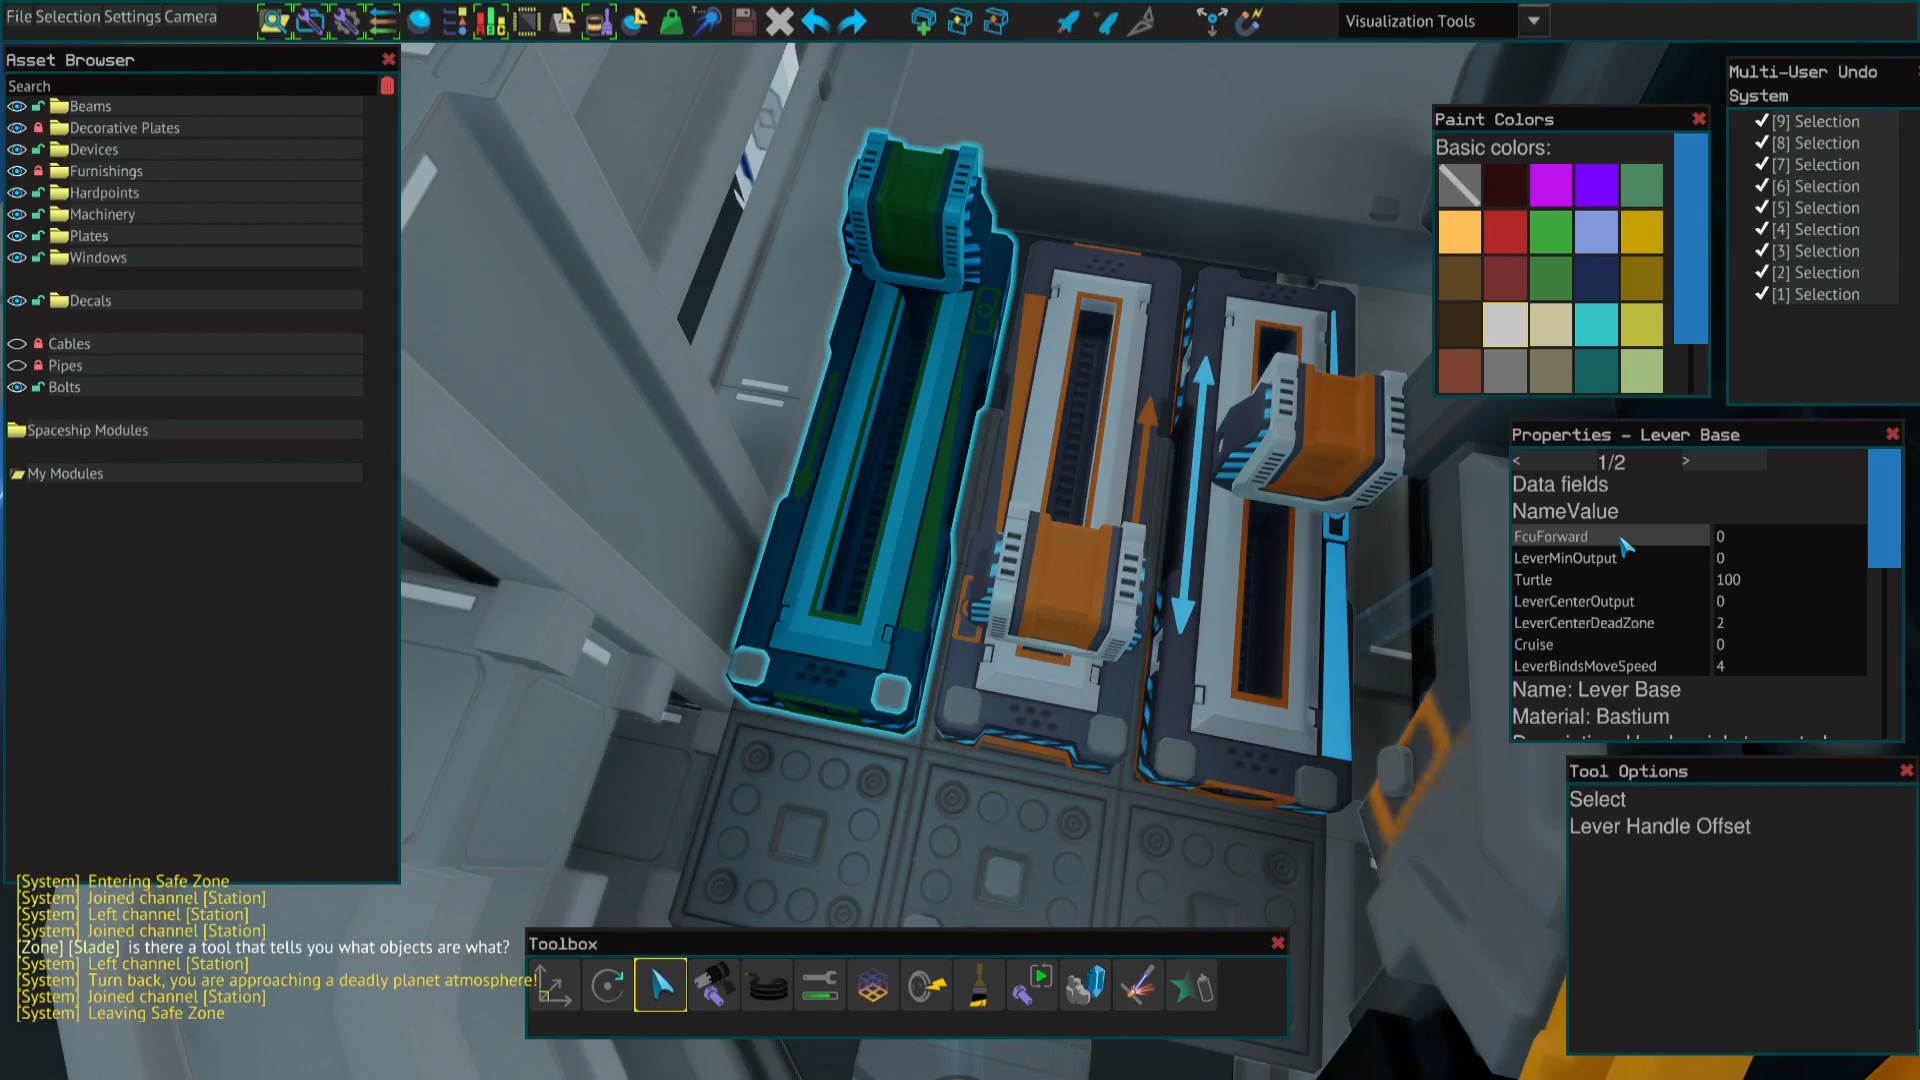 File Selection Settings Camera
Visualization Tools
Asset Browser
Search
Beams
Decorative Plates
Devices
Furnishings
Hardpoints
Machinery
Plates
Windows
Decals
Cables
Pipes
Bolts
Spaceship Modules
My Modules
[System] Entering Safe Zone
[System] Joined channel [Station]
[System] Left channel [Station]
[System] Joined channel [Station]
[Zone] [Slade] is there a tool that tells you what objects are what?
[System] Left channel [Station]
[System] Turn back, you are approaching a deadly planet atmosphere!
[System] Joined channel [Station]
[System] Leaving Safe Zone
Toolbox
Paint Colors
Basic colors:
Multi-User Undo
System
[9] Selection
[8] Selection
[7] Selection
[6] Selection
[5] Selection
[4] Selection
[3] Selection
[2] Selection
[1] Selection
Properties - Lever Base
< 1/2 >
Data fields
NameValue
FcuForward 0
LeverMinOutput 0
Turtle 100
LeverCenterOutput 0
LeverCenterDeadZone 2
Cruise 0
LeverBindsMoveSpeed 4
Name: Lever Base
Material: Bastium
Tool Options
Select
Lever Handle Offset